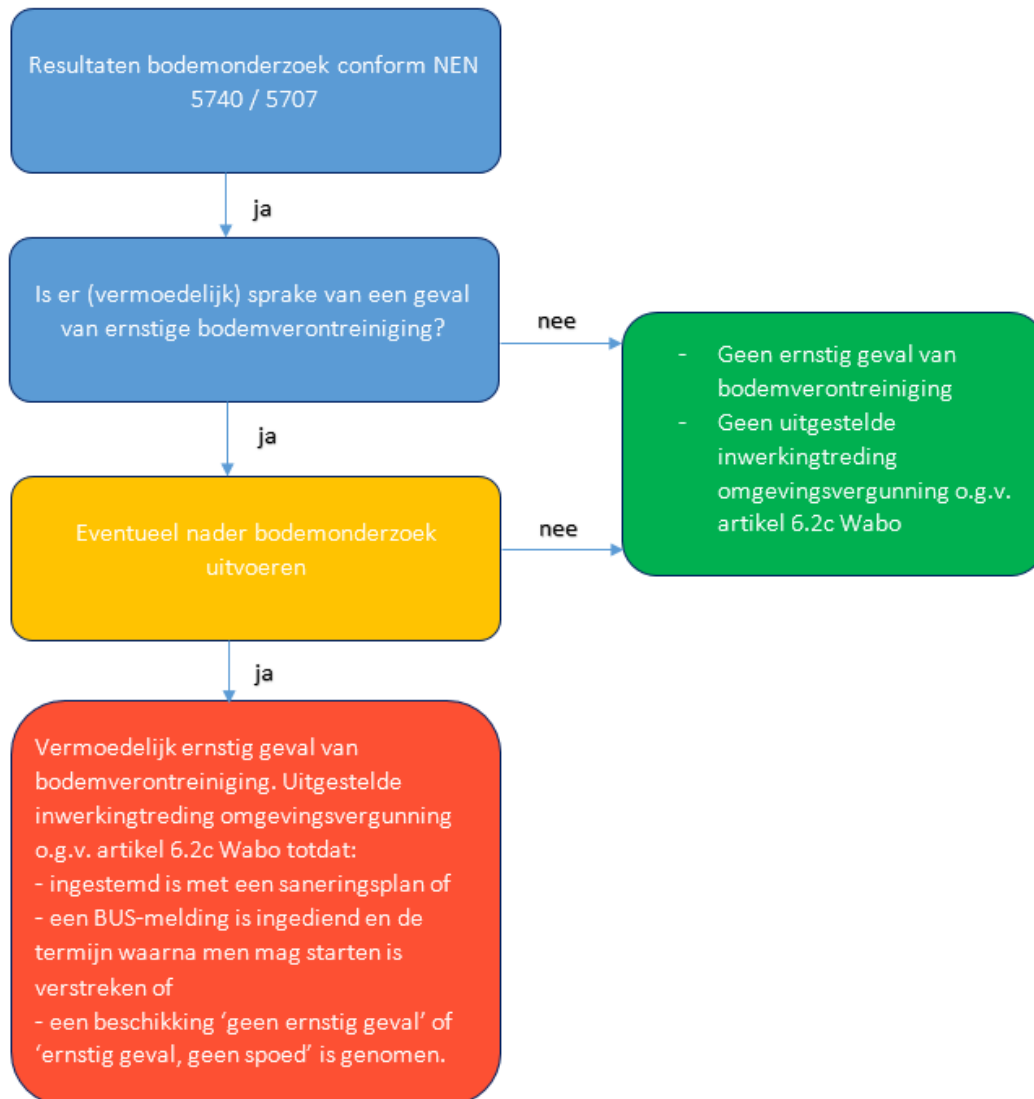 Resultaten bodemonderzoek conform NEN
5740 / 5707
ja
Is er (vermoedelijk) sprake van een geval
van ernstige bodemverontreiniging?
nee
- Geen ernstig geval van
bodemverontreiniging
- Geen uitgestelde
inwerkingtreding
omgevingsvergunning o.g.v.
artikel 6.2c Wabo
ja
Eventueel nader bodemonderzoek
uitvoeren
nee
ja
Vermoedelijk ernstig geval van
bodemverontreiniging. Uitgestelde
inwerkingtreding omgevingsvergunning
o.g.v. artikel 6.2c Wabo totdat:
- ingestemd is met een saneringsplan of
- een BUS-melding is ingediend en de
termijn waarna men mag starten is
verstreken of
- een beschikking ‘geen ernstig geval’ of
‘ernstig geval, geen spoed’ is genomen.